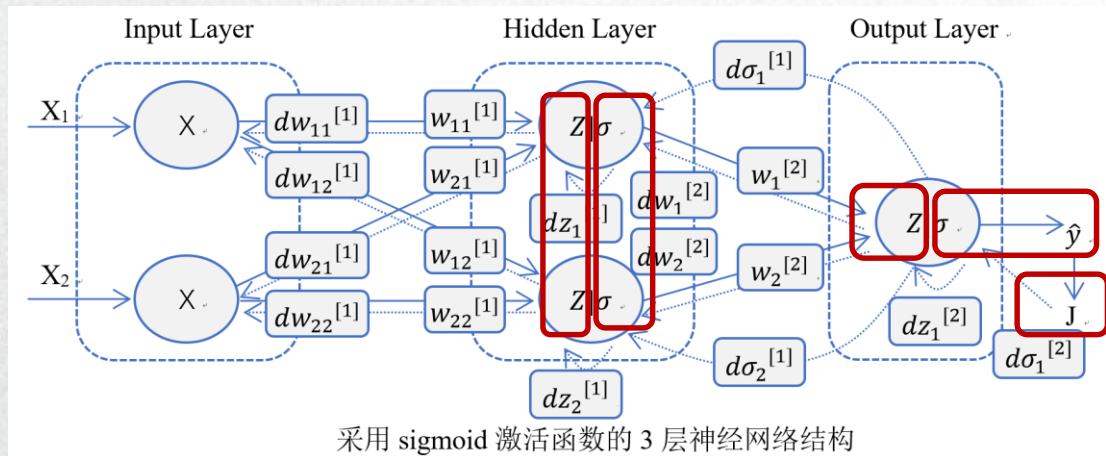 Input Layer
Hidden Layer
Output Layer
dσ₁^[1]
X₁
X
dw₁₁^[1]
w₁₁^[1]
Z|σ
dw₁₂^[1]
w₂₁^[1]
w₁^[2]
dz₁^[1]
dw₁^[2]
Z|σ
ŷ
dw₂₁^[1]
w₁₂^[1]
dw₂^[2]
X₂
X
w₂^[2]
dw₂₂^[1]
w₂₂^[1]
Z|σ
dz₁^[2]
J
dσ₂^[1]
dσ₁^[2]
dz₂^[1]
采用 sigmoid 激活函数的 3 层神经网络结构